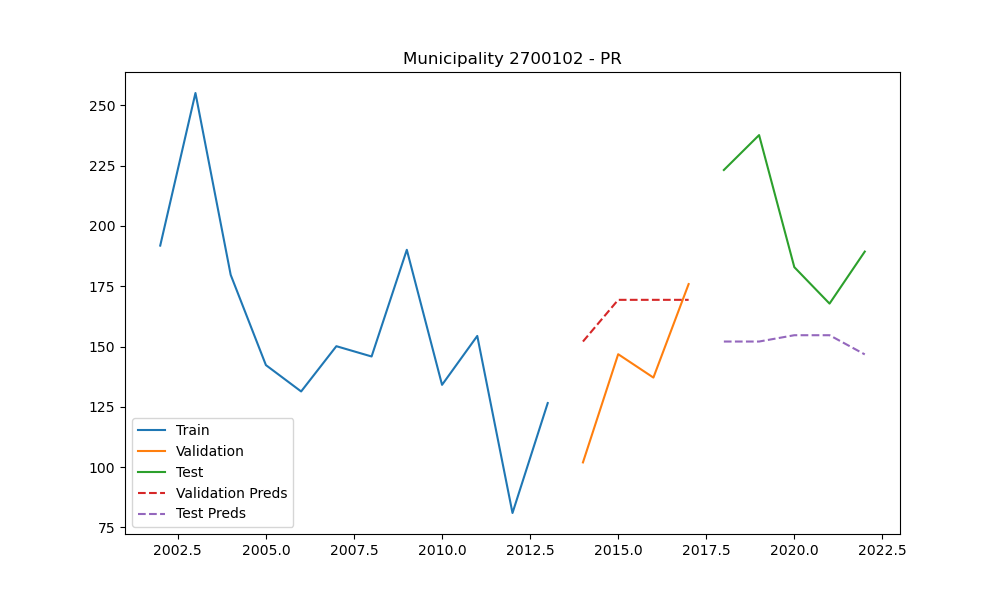 Municipality 2700102 - PR
250
225
200
175
150
125
100
75
Train
Validation
Test
Validation Preds
Test Preds
2002.5 2005.0 2007.5 2010.0 2012.5 2015.0 2017.5 2020.0 2022.5